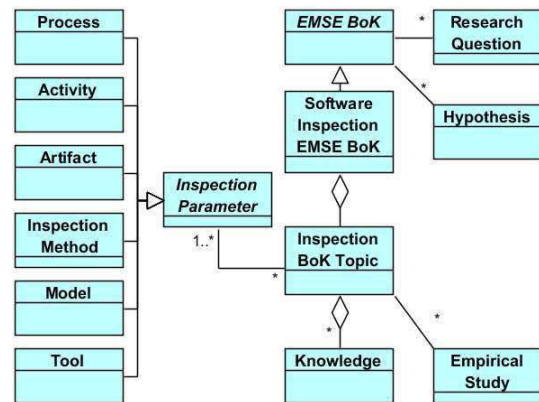 Process
Activity
Artifact
Inspection
Method
Model
Tool
Inspection
Parameter
1..*
*
EMSE BoK
*
*
Research
Question
Hypothesis
Software
Inspection
EMSE BoK
Inspection
BoK Topic
*
*
Knowledge
Empirical
Study